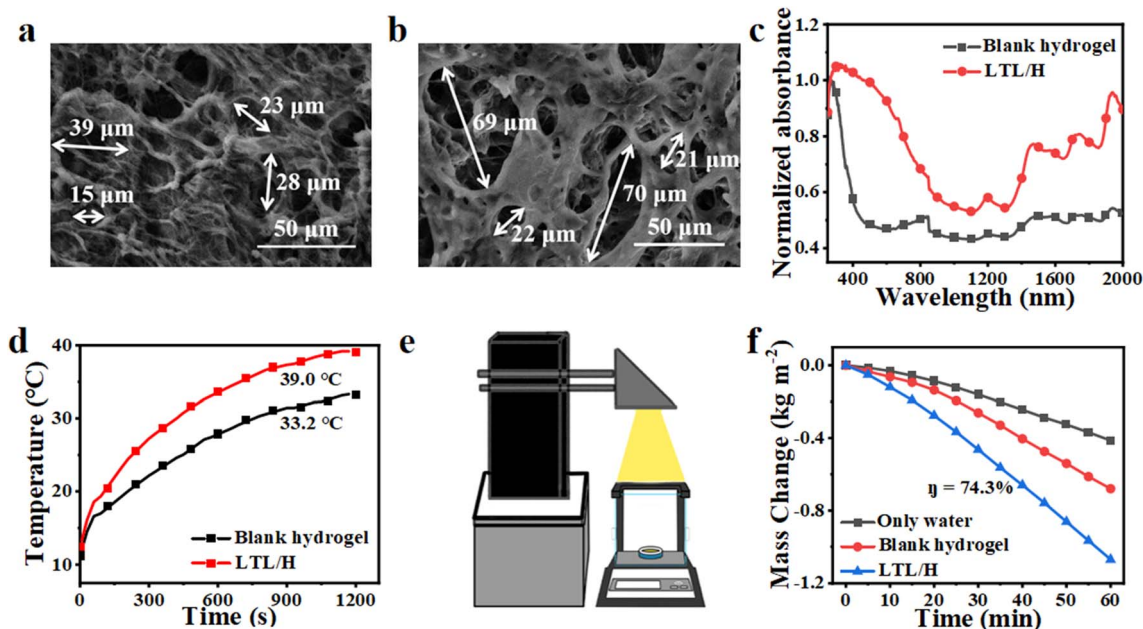 a
39 μm
23 μm
15 μm
28 μm
50 μm
b
69 μm
21 μm
70 μm
22 μm
50 μm
c
Normalized absorbance
1.2
1.0
0.8
0.6
0.4
Blank hydrogel
LTL/H
400 800 1200 1600 2000
Wavelength (nm)
d
Temperature (℃)
40
30
20
10
39.0 ℃
33.2 ℃
Blank hydrogel
LTL/H
0 300 600 900 1200
Time (s)
e
f
Mass Change (kg m⁻²)
0.0
-0.4
-0.8
-1.2
η = 74.3%
Only water
Blank hydrogel
LTL/H
0 10 20 30 40 50 60
Time (min)